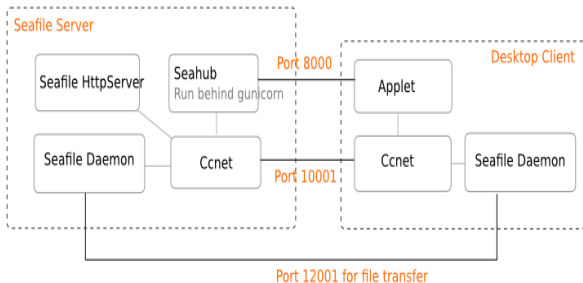 Seafile Server
Desktop Client
Port 8000
Seafile HttpServer
Seahub
Run behind gunicorn
Applet
Seafile Daemon
Ccnet
Port 10001
Ccnet
Seafile Daemon
Port 12001 for file transfer